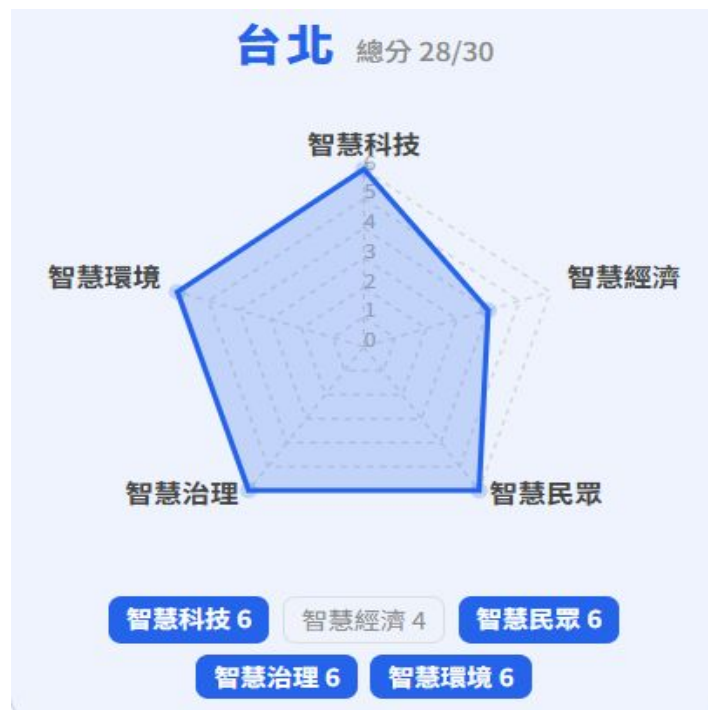 台北 總分 28/30
智慧科技
6
5
4
3
2
1
0
智慧環境
智慧經濟
智慧治理
智慧民眾
智慧科技 6 智慧經濟 4 智慧民眾 6
智慧治理 6 智慧環境 6